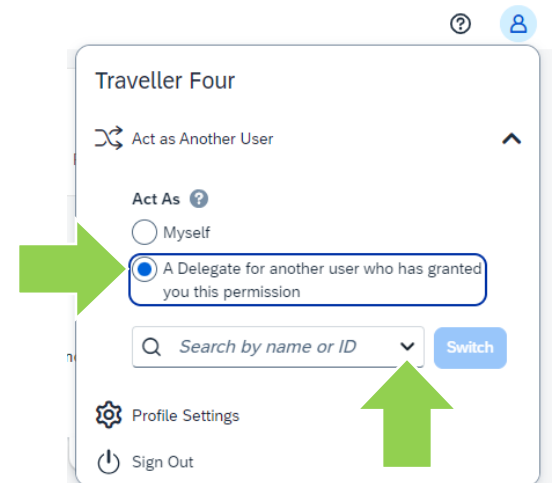 Traveller Four
Act as Another User
Act As
Myself
A Delegate for another user who has granted
you this permission
Search by name or ID
Switch
Profile Settings
Sign Out